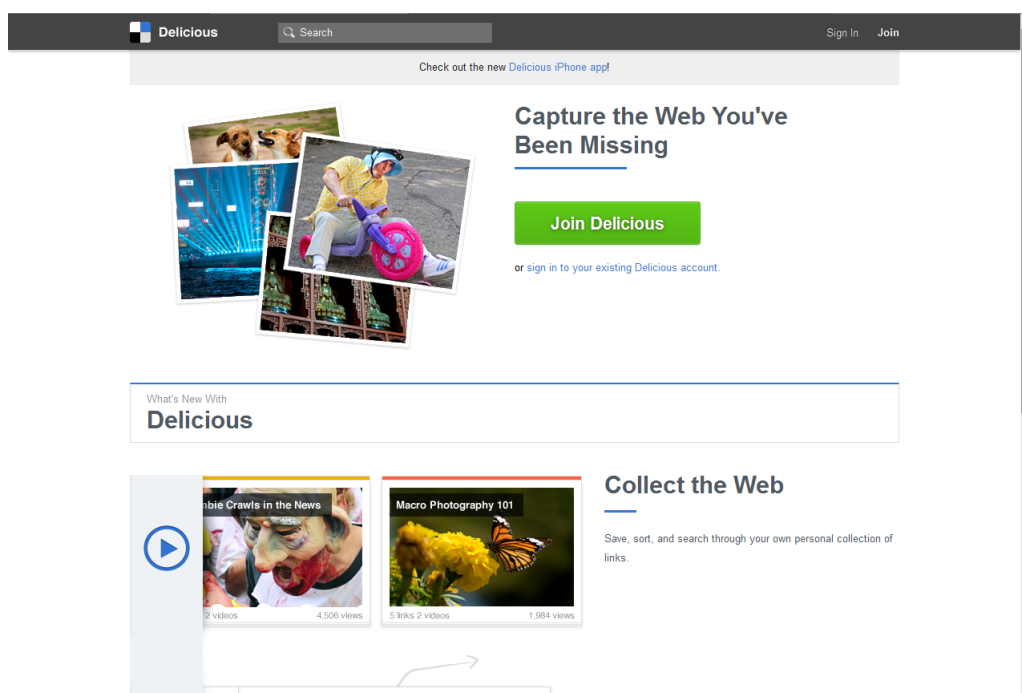 Delicious
Search
Sign In
Join
Check out the new Delicious iPhone app!
Capture the Web You've
Been Missing
Join Delicious
or sign in to your existing Delicious account.
What's New With
Delicious
Crawls in the News
2 videos
4,506 views
Macro Photography 101
5 links 2 videos
1,984 views
Collect the Web
Save, sort, and search through your own personal collection of
links.